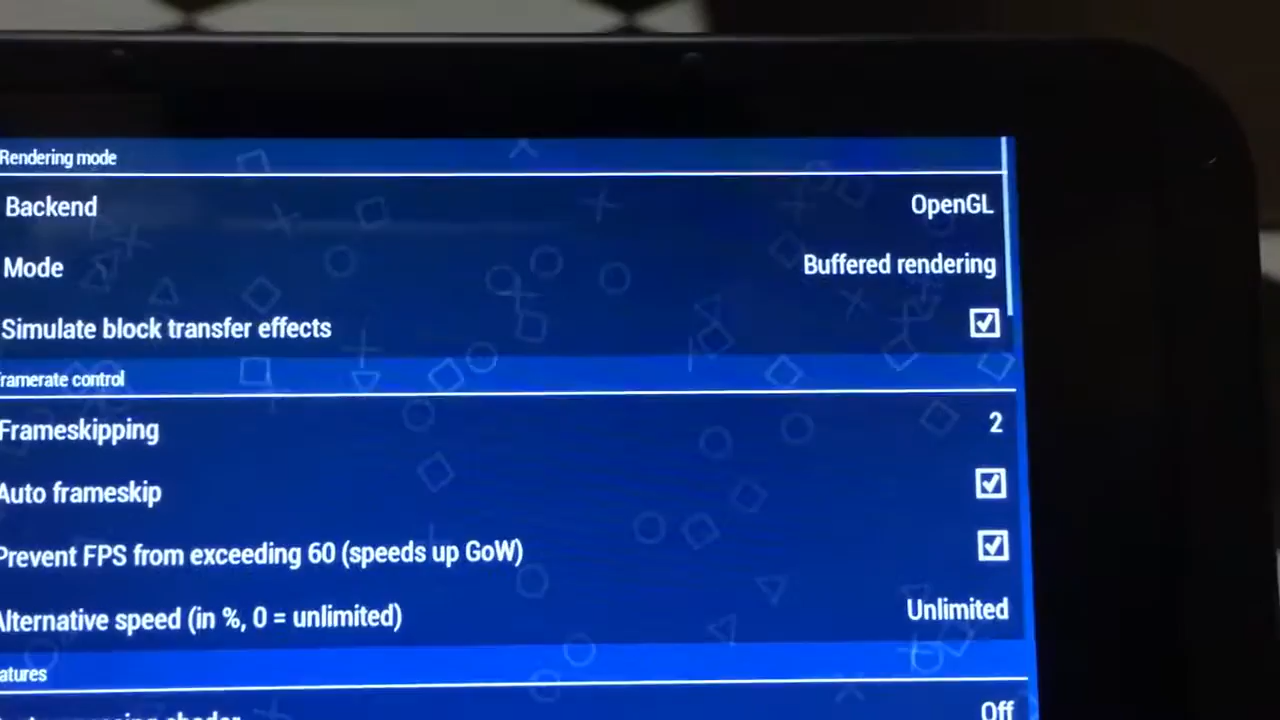 Rendering mode
Backend OpenGL
Mode Buffered rendering
Simulate block transfer effects
ramerate control
Frameskipping 2
Auto frameskip
Prevent FPS from exceeding 60 (speeds up GoW)
Alternative speed (in %, 0 = unlimited) Unlimited
atures
Off